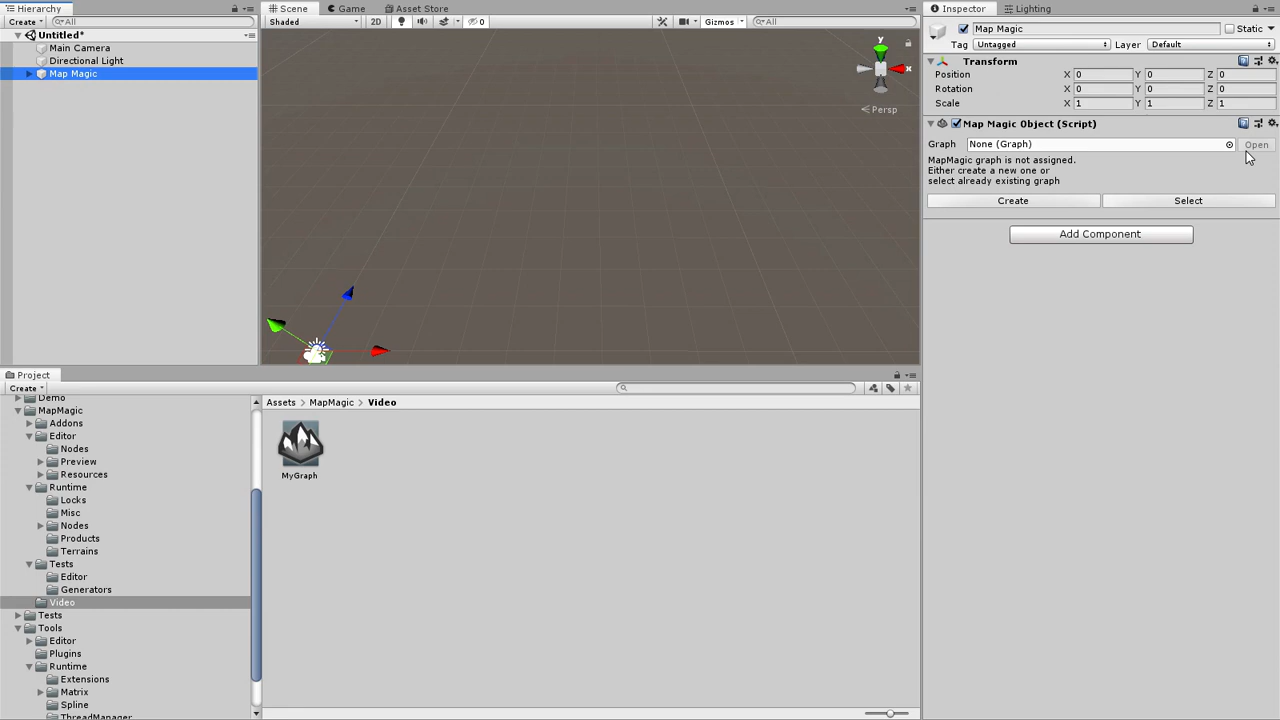 Hierarchy
Create
All
Untitled*
Main Camera
Directional Light
Map Magic
Scene
Game
Asset Store
Shaded
2D
0
Gizmos
All
y
x
Persp
Inspector
Lighting
Map Magic
Static
Tag Untagged Layer Default
Transform
Position X 0 Y 0 Z 0
Rotation X 0 Y 0 Z 0
Scale X 1 Y 1 Z 1
Map Magic Object (Script)
Graph None (Graph) Open
MapMagic graph is not assigned.
Either create a new one or
select already existing graph
Create Select
Add Component
Project
Create
Demo
MapMagic
Addons
Editor
Nodes
Preview
Resources
Runtime
Locks
Misc
Nodes
Products
Terrains
Tests
Editor
Generators
Video
Tests
Tools
Editor
Plugins
Runtime
Extensions
Matrix
Spline
ThreadManager
Assets MapMagic Video
MyGraph